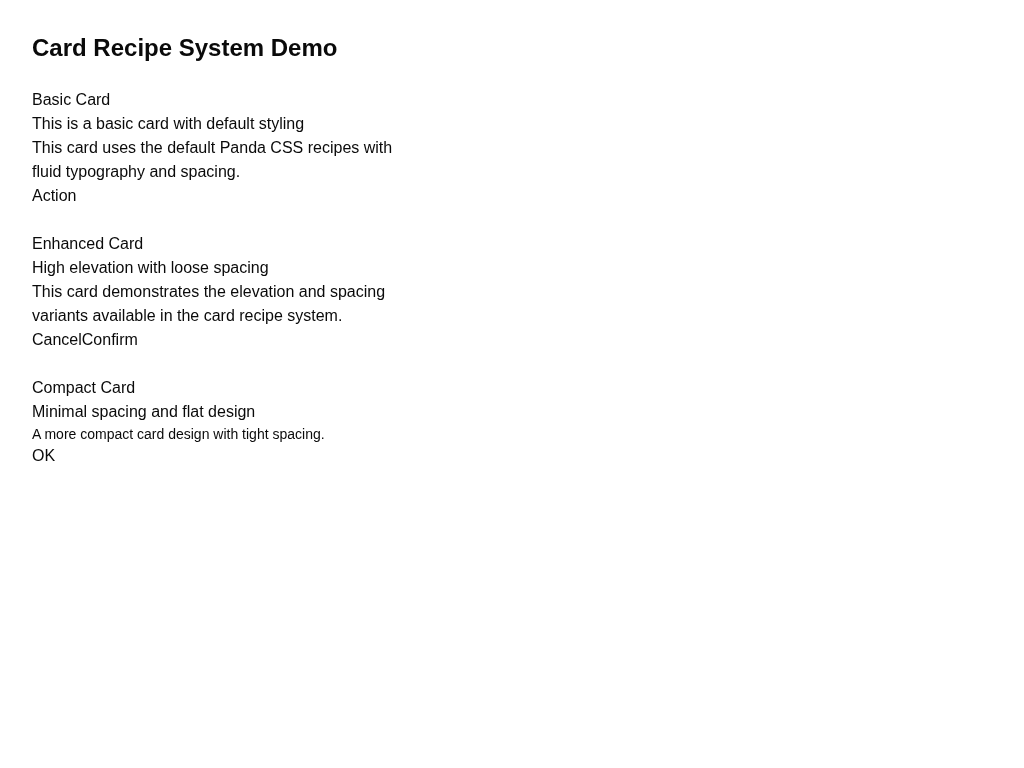 Card Recipe System Demo
Basic Card
This is a basic card with default styling
This card uses the default Panda CSS recipes with
fluid typography and spacing.
Action
Enhanced Card
High elevation with loose spacing
This card demonstrates the elevation and spacing
variants available in the card recipe system.
CancelConfirm
Compact Card
Minimal spacing and flat design
A more compact card design with tight spacing.
OK